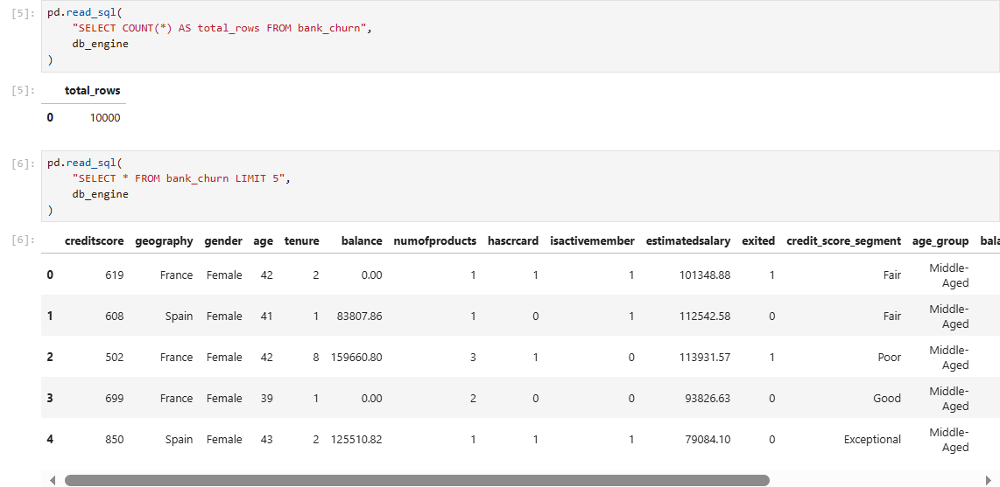 [5]: pd.read_sql(
"SELECT COUNT(*) AS total_rows FROM bank_churn",
db_engine
)
[5]: total_rows
0 10000
[6]: pd.read_sql(
"SELECT * FROM bank_churn LIMIT 5",
db_engine
)
[6]: creditscore geography gender age tenure balance numofproducts hascrcard isactivemember estimatedsalary exited credit_score_segment age_group bala
0 619 France Female 42 2 0.00 1 1 1 101348.88 1 Fair Middle-
Aged
1 608 Spain Female 41 1 83807.86 1 0 1 112542.58 0 Fair Middle-
Aged
2 502 France Female 42 8 159660.80 3 1 0 113931.57 1 Poor Middle-
Aged
3 699 France Female 39 1 0.00 2 0 0 93826.63 0 Good Middle-
Aged
4 850 Spain Female 43 2 125510.82 1 1 1 79084.10 0 Exceptional Middle-
Aged